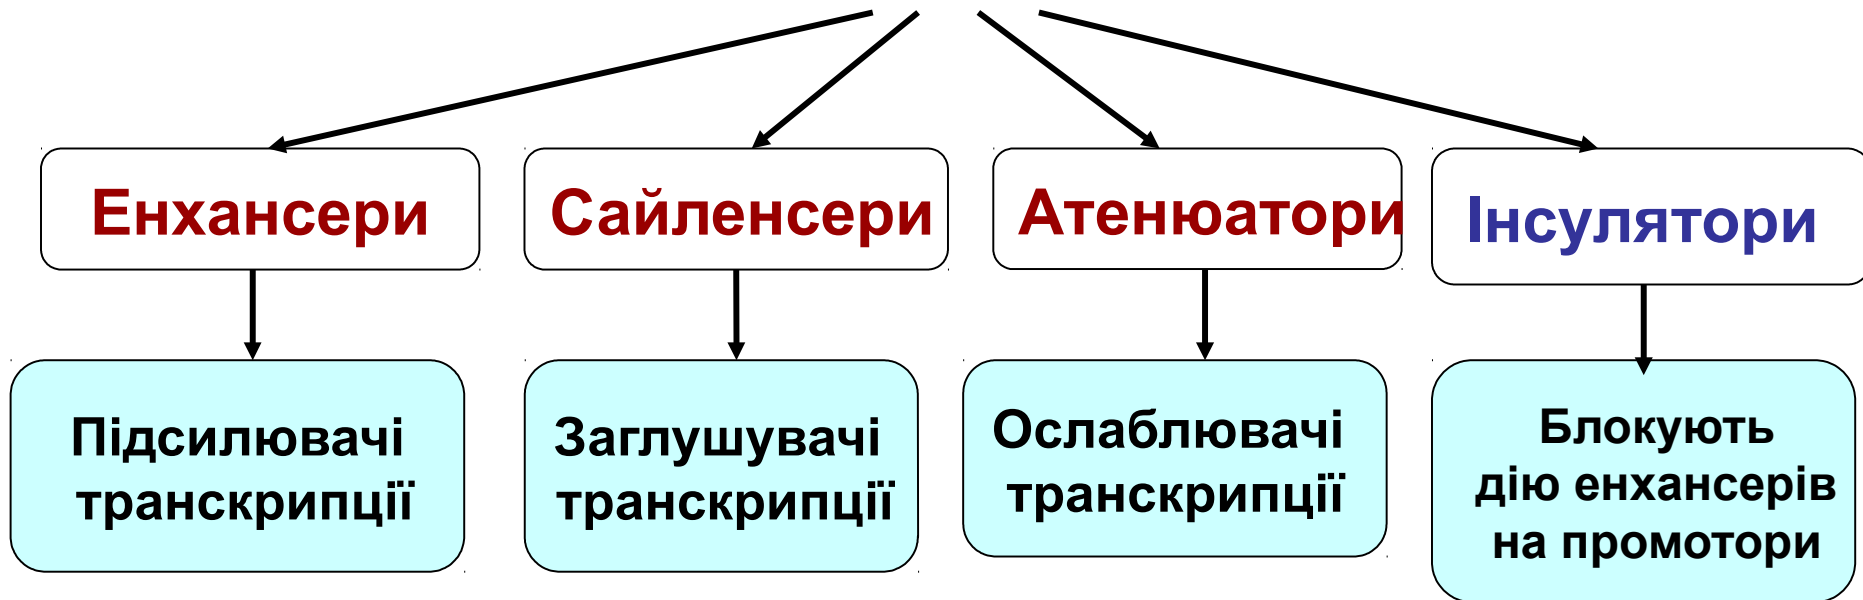 Енхансери
Сайленсери
Атенюатори
Інсулятори
Підсилювачі
транскрипції
Заглушувачі
транскрипції
Ослаблювачі
транскрипції
Блокують
дію енхансерів
на промотори